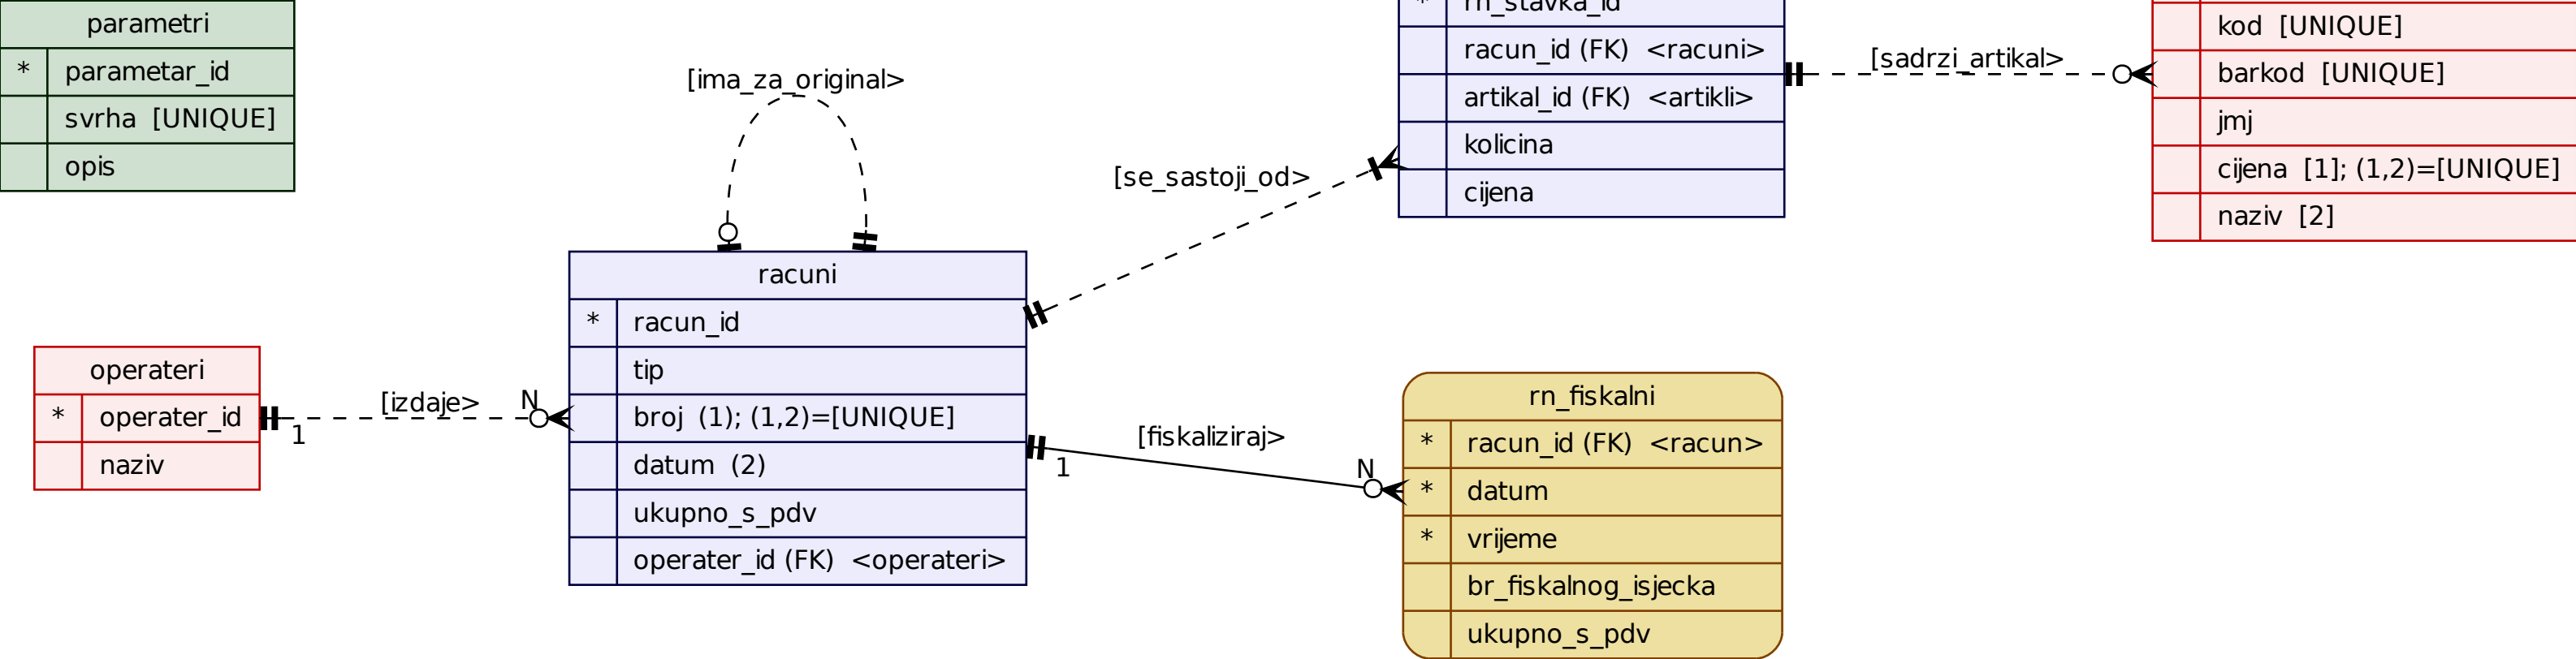 parametri
* parametar_id
svrha [UNIQUE]
opis
[ima_za_original>
operateri
* operater_id
naziv
1
[izdaje>
N
racuni
* racun_id
tip
broj (1); (1,2)=[UNIQUE]
datum (2)
ukupno_s_pdv
operater_id (FK) <operateri>
[se_sastoji_od>
1
[fiskaliziraj>
N
* rn_stavka_id
racun_id (FK) <racuni>
artikal_id (FK) <artikli>
kolicina
cijena
[sadrzi_artikal>
rn_fiskalni
* racun_id (FK) <racun>
* datum
* vrijeme
br_fiskalnog_isjecka
ukupno_s_pdv
kod [UNIQUE]
barkod [UNIQUE]
jmj
cijena [1]; (1,2)=[UNIQUE]
naziv [2]